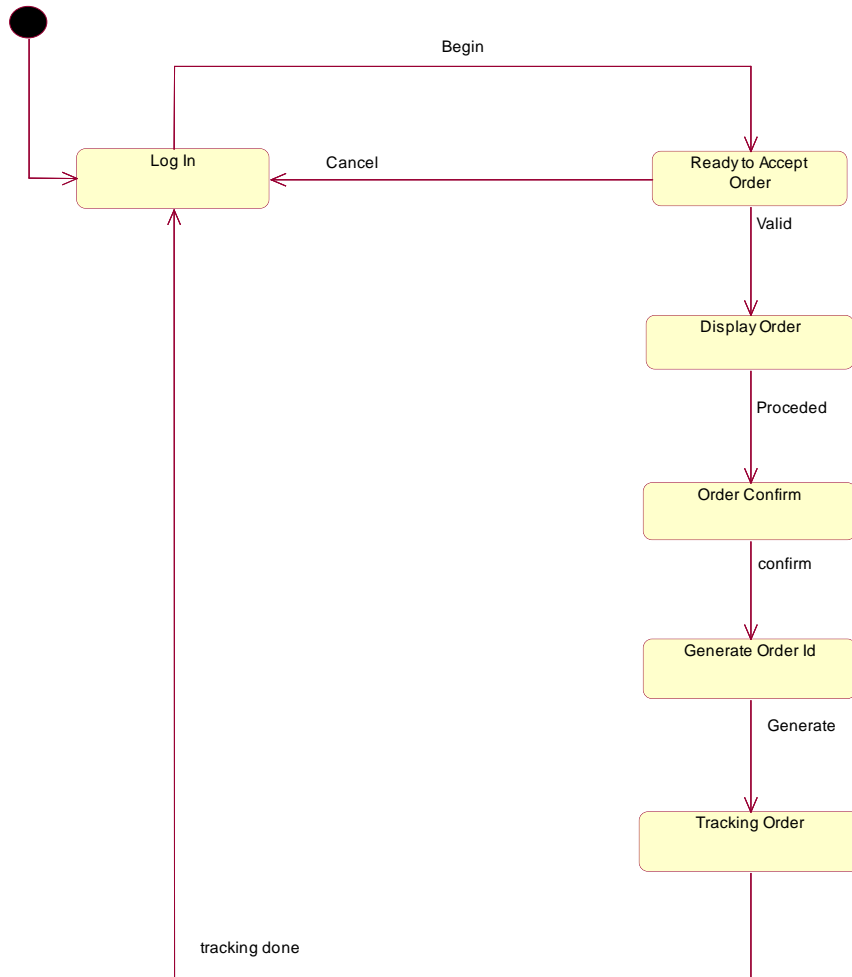 Begin
Log In
Cancel
Ready to Accept
Order
Valid
Display Order
Proceded
Order Confirm
confirm
Generate Order Id
Generate
Tracking Order
tracking done